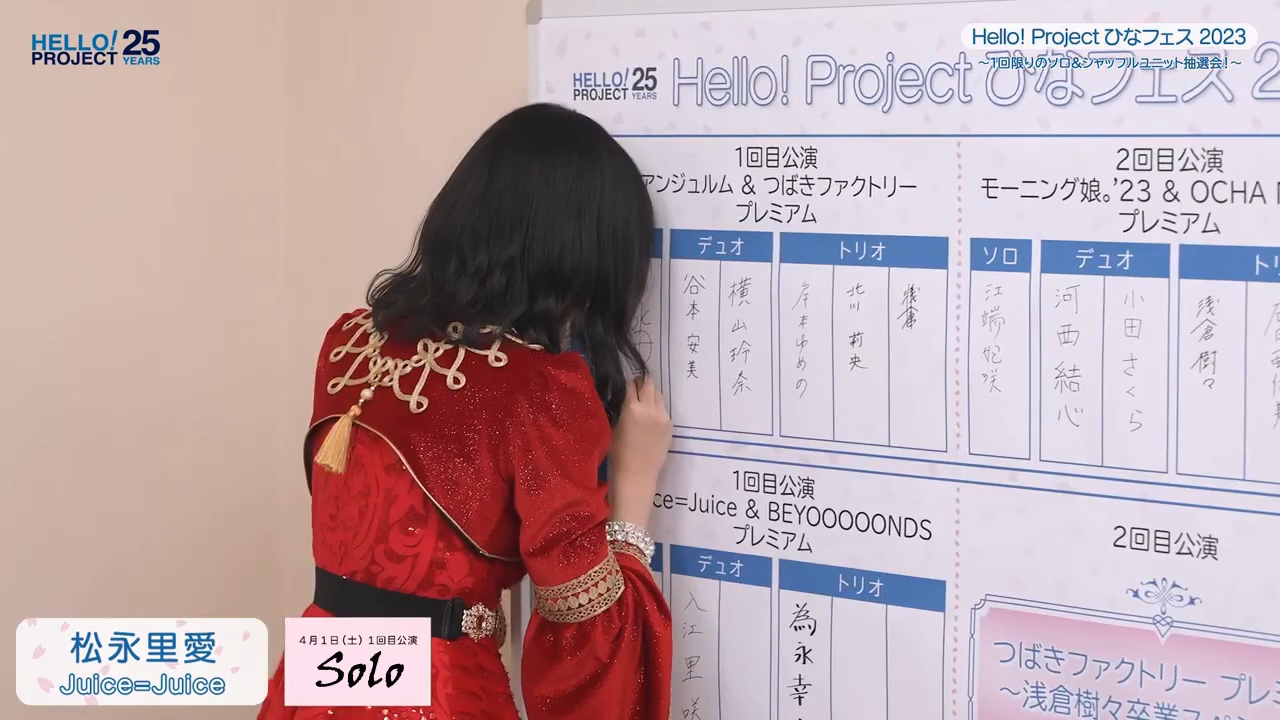 HELLO! PROJECT 25 YEARS
Hello! Project ひなフェス 2023
～1回限りのソロ&シャッフルユニット抽選会!～
HELLO! PROJECT 25 YEARS
Hello! Project ひなフェス 2
1回目公演
アンジュルム & つばきファクトリー
プレミアム
デュオ
トリオ
谷本 安美
横山 玲奈
岸本ゆめの
北川 莉央
2回目公演
モーニング娘。'23 & OCHA
プレミアム
ソロ
デュオ
トリ
江端妃咲
河西結心
小田さくら
浅倉樹々
1回目公演
ce=Juice & BEYOOOOONDS
プレミアム
デュオ
トリオ
入江里咲
為永幸
2回目公演
つばきファクトリー プレ
～浅倉樹々卒業ス
松永里愛
Juice=Juice
4月1日(土) 1回目公演
Solo